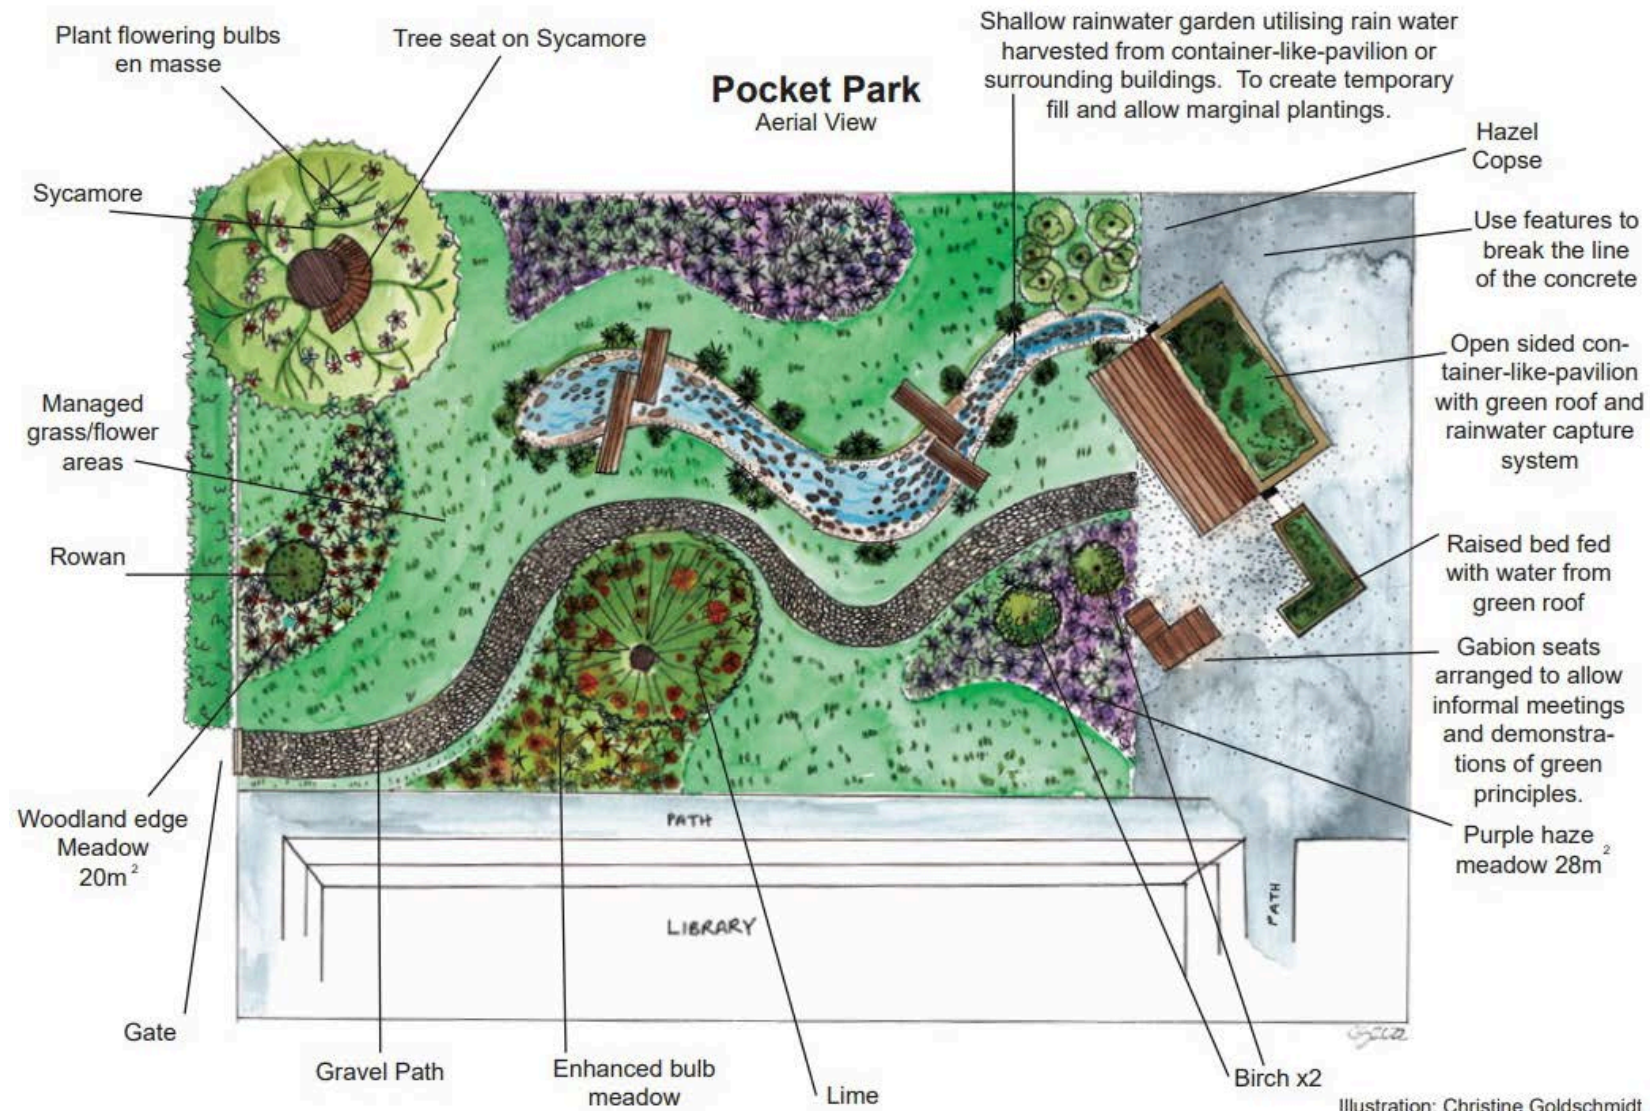 Plant flowering bulbs
en masse
Tree seat on Sycamore
Pocket Park
Aerial View
Shallow rainwater garden utilising rain water
harvested from container-like-pavilion or
surrounding buildings. To create temporary
fill and allow marginal plantings.
Hazel
Copse
Sycamore
Use features to
break the line
of the concrete
Open sided con-
tainer-like-pavilion
with green roof and
rainwater capture
system
Managed
grass/flower
areas
Rowan
Raised bed fed
with water from
green roof
Gabion seats
arranged to allow
informal meetings
and demonstra-
tions of green
principles.
Woodland edge
Meadow
20m²
PATH
Purple haze
meadow 28m²
LIBRARY
PATH
Gate
Gravel Path
Enhanced bulb
meadow
Lime
Birch x2
Illustration: Christine Goldschmidt